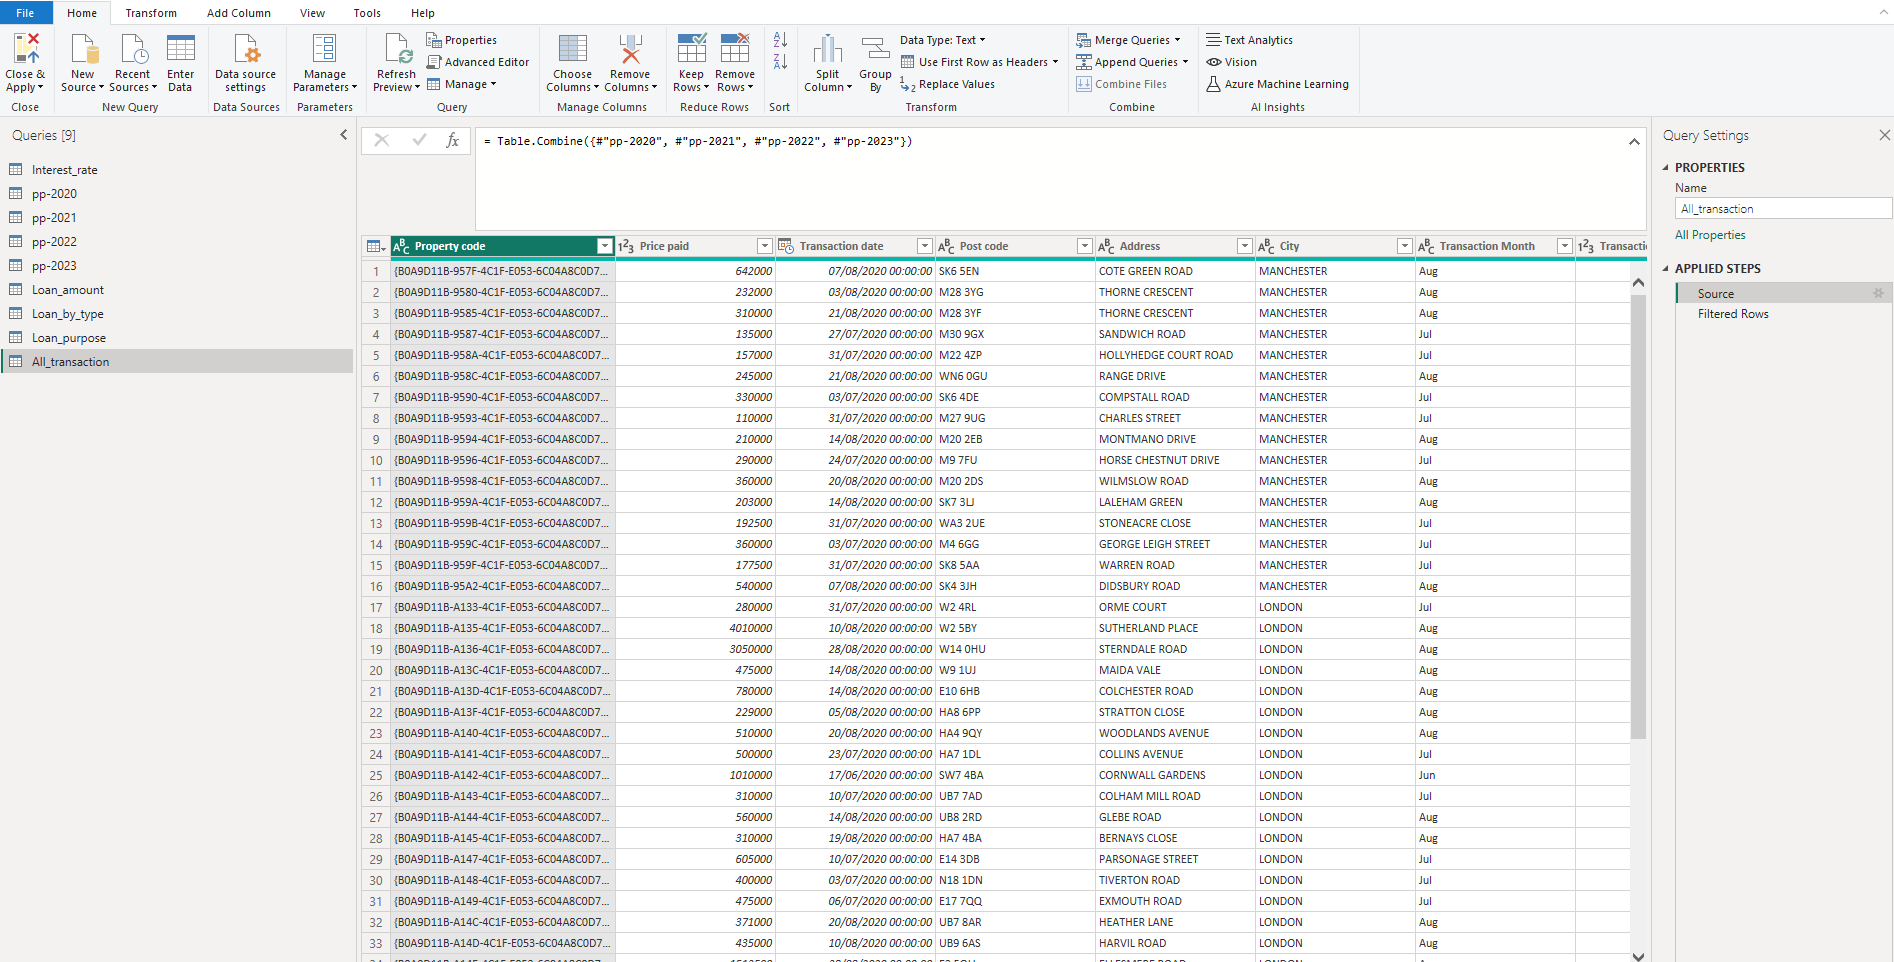 File Home Transform Add Column View Tools Help
Close & Apply
New Source
Recent Sources
Enter Data
Data source settings
Manage Parameters
Refresh Preview
Properties
Advanced Editor
Manage
Choose Columns
Remove Columns
Keep Rows
Remove Rows
Split Column
Group By
Data Type: Text
Use First Row as Headers
Replace Values
Merge Queries
Append Queries
Combine Files
Text Analytics
Vision
Azure Machine Learning
Close New Query Data Sources Parameters Query Manage Columns Reduce Rows Sort Transform Combine AI Insights
Queries [9]
Interest_rate
pp-2020
pp-2021
pp-2022
pp-2023
Loan_amount
Loan_by_type
Loan_purpose
All_transaction
fx
= Table.Combine({#"pp-2020", #"pp-2021", #"pp-2022", #"pp-2023"})
Property code Price paid Transaction date Post code Address City Transaction Month Transacti
1 {B0A9D11B-957F-4C1F-E053-6C04A8C0D7... 642000 07/08/2020 00:00:00 SK6 5EN COTE GREEN ROAD MANCHESTER Aug
2 {B0A9D11B-9580-4C1F-E053-6C04A8C0D7... 232000 03/08/2020 00:00:00 M28 3YG THORNE CRESCENT MANCHESTER Aug
3 {B0A9D11B-9585-4C1F-E053-6C04A8C0D7... 310000 21/08/2020 00:00:00 M28 3YF THORNE CRESCENT MANCHESTER Aug
4 {B0A9D11B-9587-4C1F-E053-6C04A8C0D7... 135000 27/07/2020 00:00:00 M30 9GX SANDWICH ROAD MANCHESTER Jul
5 {B0A9D11B-958A-4C1F-E053-6C04A8C0D7... 157000 31/07/2020 00:00:00 M22 4ZP HOLLYHEDGE COURT ROAD MANCHESTER Jul
6 {B0A9D11B-958C-4C1F-E053-6C04A8C0D7... 245000 21/08/2020 00:00:00 WN6 0GU RANGE DRIVE MANCHESTER Aug
7 {B0A9D11B-9590-4C1F-E053-6C04A8C0D7... 330000 03/07/2020 00:00:00 SK6 4DE COMPSTALL ROAD MANCHESTER Jul
8 {B0A9D11B-9593-4C1F-E053-6C04A8C0D7... 110000 31/07/2020 00:00:00 M27 9UG CHARLES STREET MANCHESTER Jul
9 {B0A9D11B-9594-4C1F-E053-6C04A8C0D7... 210000 14/08/2020 00:00:00 M20 2EB MONTMANO DRIVE MANCHESTER Aug
10 {B0A9D11B-9596-4C1F-E053-6C04A8C0D7... 290000 24/07/2020 00:00:00 M9 7FU HORSE CHESTNUT DRIVE MANCHESTER Jul
11 {B0A9D11B-9598-4C1F-E053-6C04A8C0D7... 360000 20/08/2020 00:00:00 M20 2DS WILMSLOW ROAD MANCHESTER Aug
12 {B0A9D11B-959A-4C1F-E053-6C04A8C0D7... 203000 14/08/2020 00:00:00 SK7 3LJ LALEHAM GREEN MANCHESTER Aug
13 {B0A9D11B-959B-4C1F-E053-6C04A8C0D7... 192500 31/07/2020 00:00:00 WA3 2UE STONEACRE CLOSE MANCHESTER Jul
14 {B0A9D11B-959C-4C1F-E053-6C04A8C0D7... 360000 03/07/2020 00:00:00 M4 6GG GEORGE LEIGH STREET MANCHESTER Jul
15 {B0A9D11B-959F-4C1F-E053-6C04A8C0D7... 177500 31/07/2020 00:00:00 SK8 5AA WARREN ROAD MANCHESTER Jul
16 {B0A9D11B-95A2-4C1F-E053-6C04A8C0D7... 540000 07/08/2020 00:00:00 SK4 3JH DIDSBURY ROAD MANCHESTER Aug
17 {B0A9D11B-A133-4C1F-E053-6C04A8C0D7... 280000 31/07/2020 00:00:00 W2 4RL ORME COURT LONDON Jul
18 {B0A9D11B-A135-4C1F-E053-6C04A8C0D7... 4010000 10/08/2020 00:00:00 W2 5BY SUTHERLAND PLACE LONDON Aug
19 {B0A9D11B-A136-4C1F-E053-6C04A8C0D7... 3050000 28/08/2020 00:00:00 W14 0HU STERNDALE ROAD LONDON Aug
20 {B0A9D11B-A13C-4C1F-E053-6C04A8C0D7... 475000 14/08/2020 00:00:00 W9 1UJ MAIDA VALE LONDON Aug
21 {B0A9D11B-A13D-4C1F-E053-6C04A8C0D7... 780000 14/08/2020 00:00:00 E10 6HB COLCHESTER ROAD LONDON Aug
22 {B0A9D11B-A13F-4C1F-E053-6C04A8C0D7... 229000 05/08/2020 00:00:00 HA8 6PP STRATTON CLOSE LONDON Aug
23 {B0A9D11B-A140-4C1F-E053-6C04A8C0D7... 510000 20/08/2020 00:00:00 HA4 9QY WOODLANDS AVENUE LONDON Aug
24 {B0A9D11B-A141-4C1F-E053-6C04A8C0D7... 500000 23/07/2020 00:00:00 HA7 1DL COLLINS AVENUE LONDON Jul
25 {B0A9D11B-A142-4C1F-E053-6C04A8C0D7... 1010000 17/06/2020 00:00:00 SW7 4BA CORNWALL GARDENS LONDON Jun
26 {B0A9D11B-A143-4C1F-E053-6C04A8C0D7... 310000 10/07/2020 00:00:00 UB7 7AD COLHAM MILL ROAD LONDON Jul
27 {B0A9D11B-A144-4C1F-E053-6C04A8C0D7... 560000 14/08/2020 00:00:00 UB8 2RD GLEBE ROAD LONDON Aug
28 {B0A9D11B-A145-4C1F-E053-6C04A8C0D7... 310000 19/08/2020 00:00:00 HA7 4BA BERNAYS CLOSE LONDON Aug
29 {B0A9D11B-A147-4C1F-E053-6C04A8C0D7... 605000 10/07/2020 00:00:00 E14 3DB PARSONAGE STREET LONDON Jul
30 {B0A9D11B-A148-4C1F-E053-6C04A8C0D7... 400000 03/07/2020 00:00:00 N18 1DN TIVERTON ROAD LONDON Jul
31 {B0A9D11B-A149-4C1F-E053-6C04A8C0D7... 475000 06/07/2020 00:00:00 E17 7QQ EXMOUTH ROAD LONDON Jul
32 {B0A9D11B-A14C-4C1F-E053-6C04A8C0D7... 371000 20/08/2020 00:00:00 UB7 8AR HEATHER LANE LONDON Aug
33 {B0A9D11B-A14D-4C1F-E053-6C04A8C0D7... 435000 10/08/2020 00:00:00 UB9 6AS HARVIL ROAD LONDON Aug
Query Settings
PROPERTIES
Name
All_transaction
All Properties
APPLIED STEPS
Source
Filtered Rows